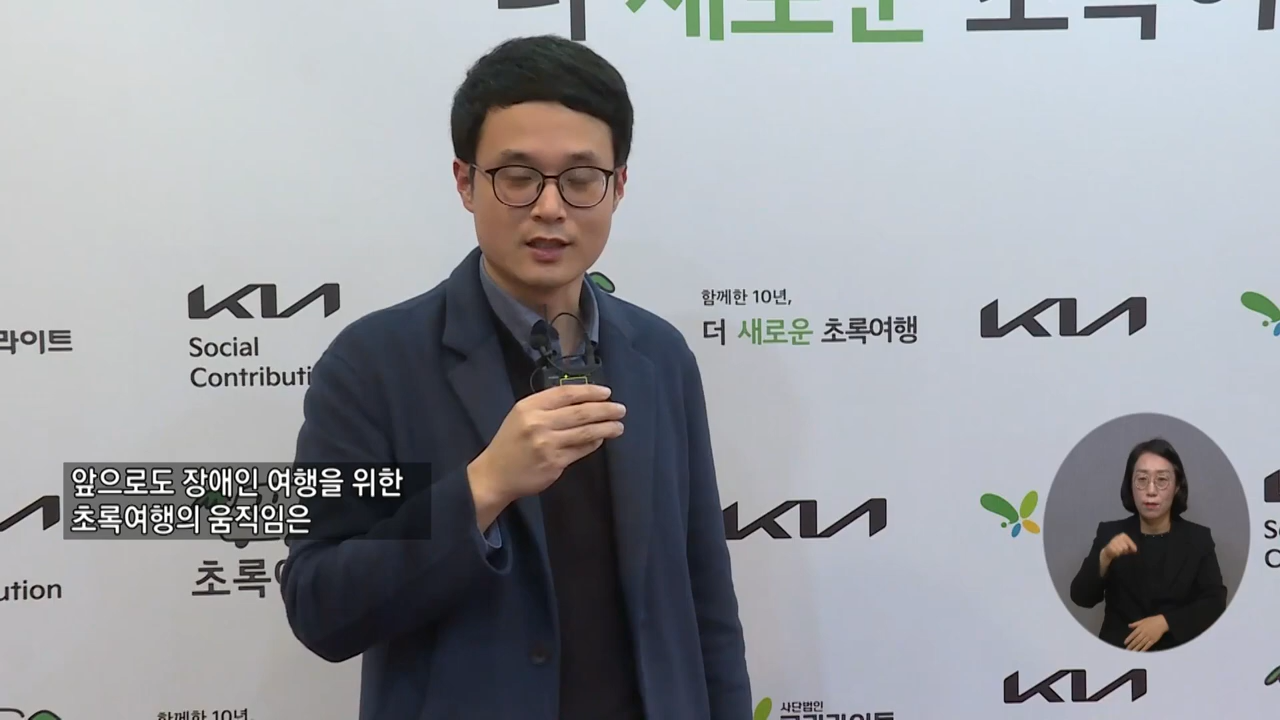 더 새로운 초록여
라이트
KIA
Social
Contributi
함께한 10년,
더 새로운 초록여행
KIA
앞으로도 장애인 여행을 위한
초록여행의 움직임은
KIA
ution
초록여
KIA
함께한 10년,
사단법인